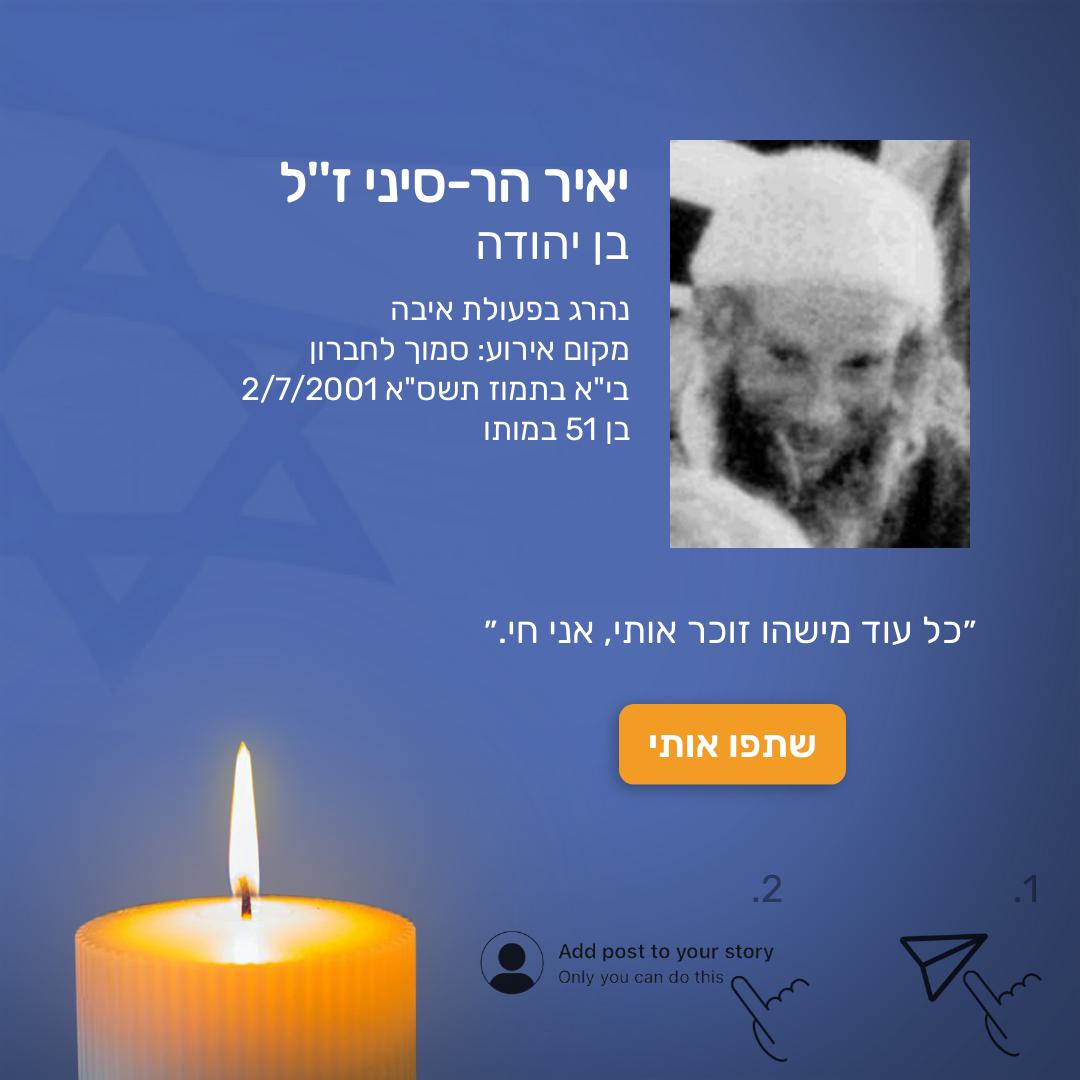 יאיר הר-סיני ז"ל
בן יהודה
נהרג בפעולת איבה
מקום אירוע: סמוך לחברון
בי"א בתמוז תשס"א 2/7/2001
בן 51 במותו
״כל עוד מישהו זוכר אותי, אני חי.״
שתפו אותי
.1
.2
Add post to your story
Only you can do this